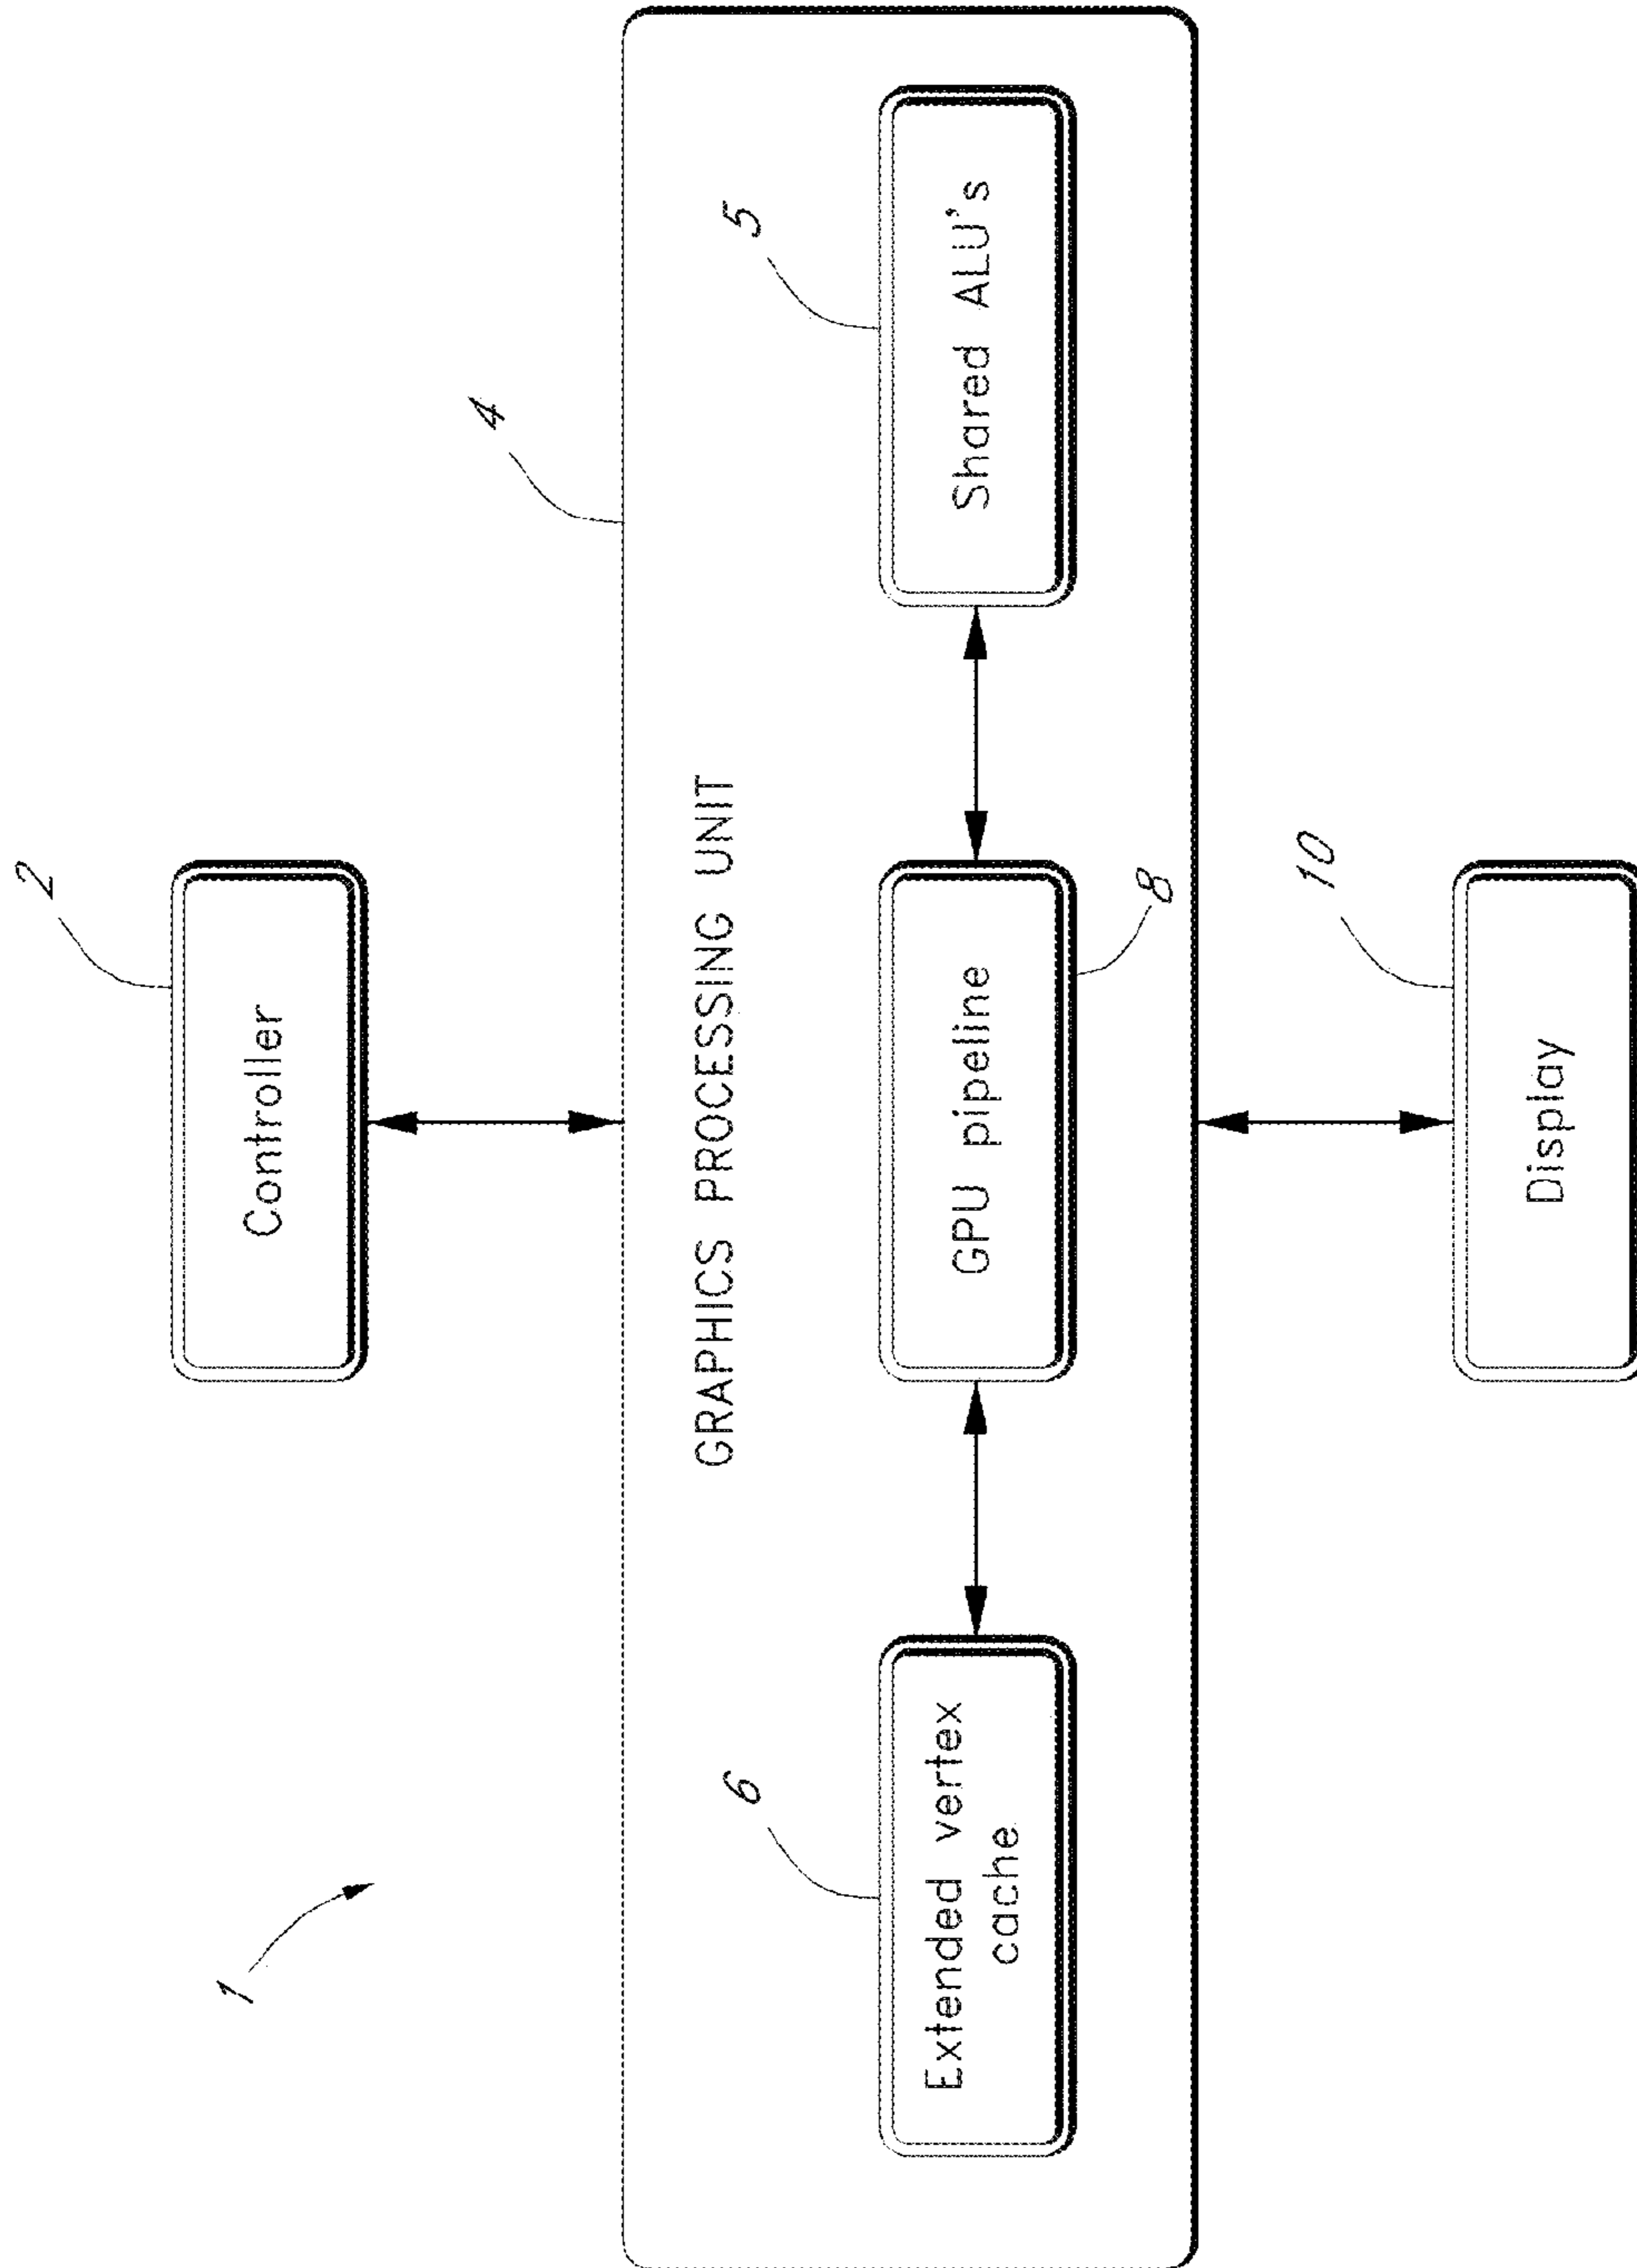 1
2
Controller
4
GRAPHICS PROCESSING UNIT
6
5
Extended vertex
cache
GPU pipeline
Shared ALU's
8
10
Display